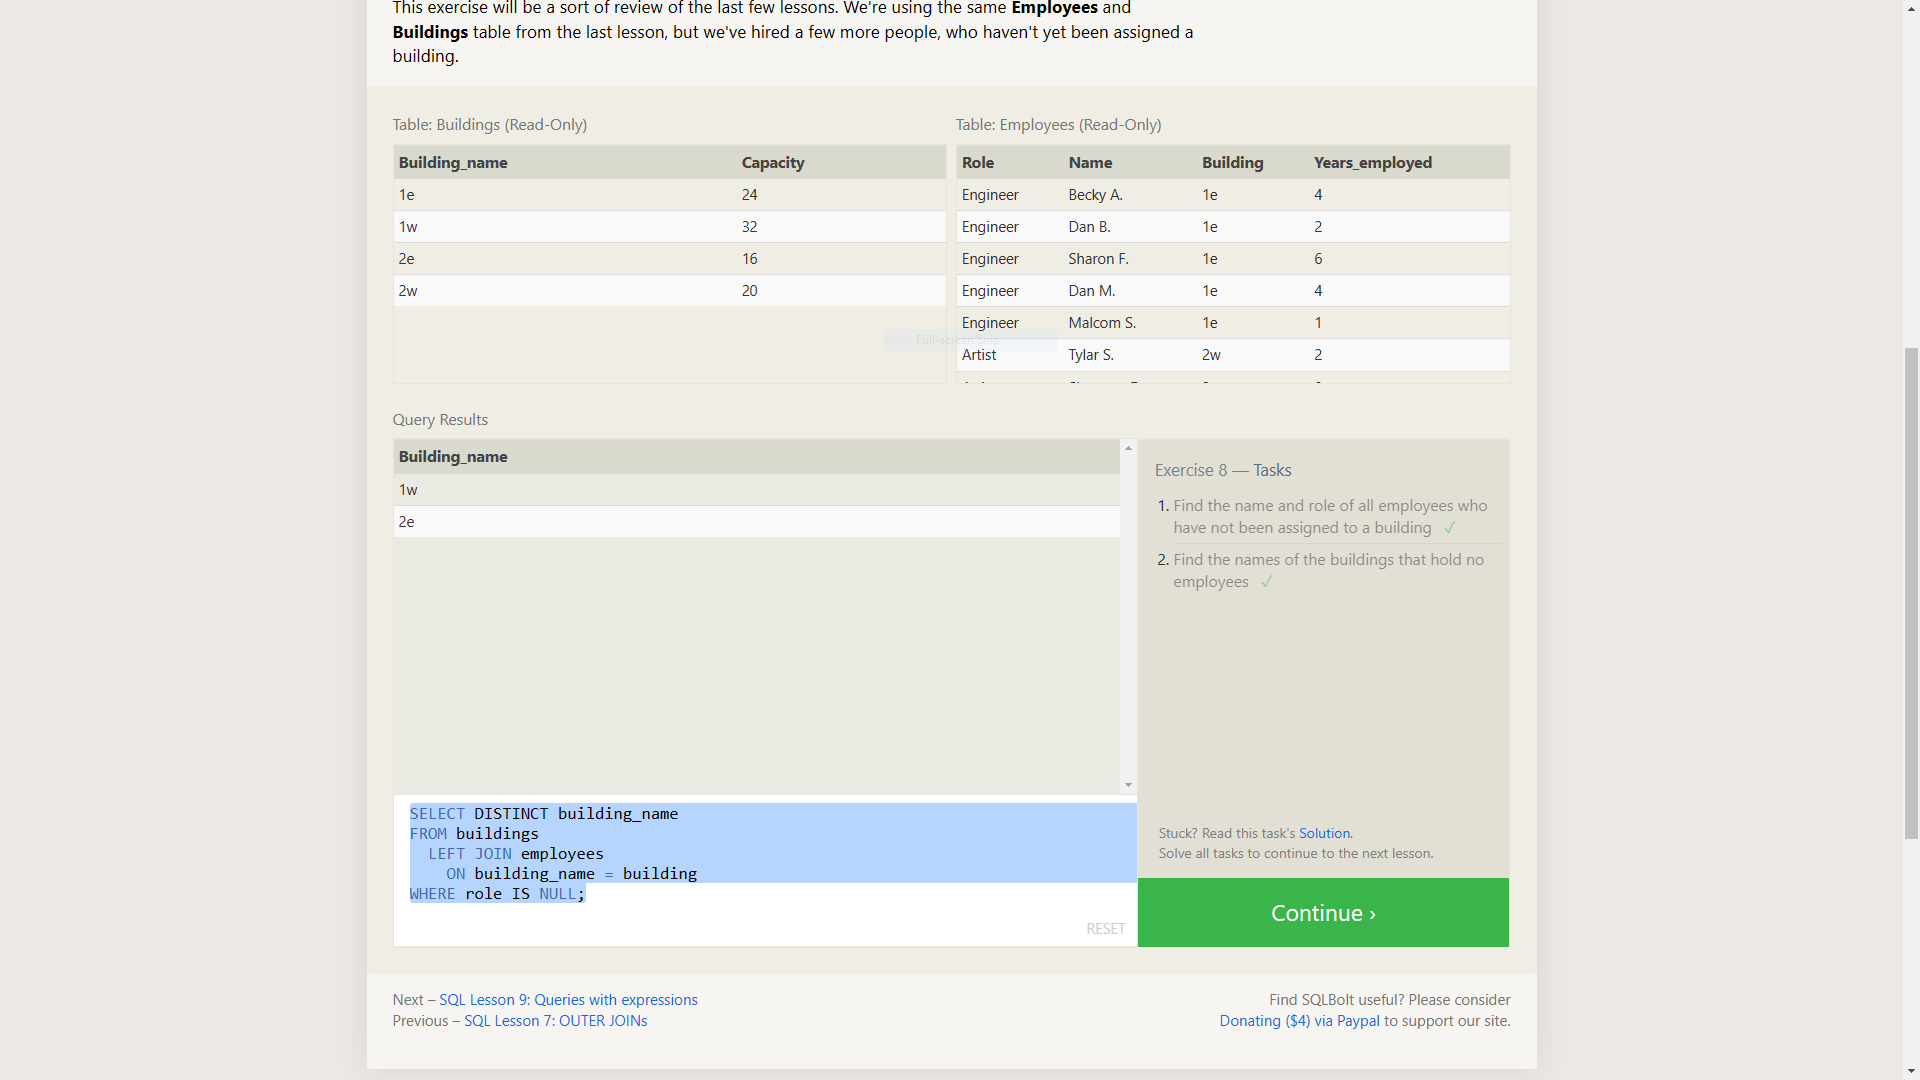 This exercise will be a sort of review of the last few lessons. We're using the same Employees and
Buildings table from the last lesson, but we've hired a few more people, who haven't yet been assigned a
building.
Table: Buildings (Read-Only)
Building_name Capacity
1e 24
1w 32
2e 16
2w 20
Table: Employees (Read-Only)
Role Name Building Years_employed
Engineer Becky A. 1e 4
Engineer Dan B. 1e 2
Engineer Sharon F. 1e 6
Engineer Dan M. 1e 4
Engineer Malcom S. 1e 1
Full-screen Snip
Artist Tylar S. 2w 2
Query Results
Building_name
1w
2e
Exercise 8 — Tasks
1. Find the name and role of all employees who
have not been assigned to a building ✓
2. Find the names of the buildings that hold no
employees ✓
SELECT DISTINCT building_name
FROM buildings
LEFT JOIN employees
ON building_name = building
WHERE role IS NULL;
RESET
Stuck? Read this task's Solution.
Solve all tasks to continue to the next lesson.
Continue ›
Next – SQL Lesson 9: Queries with expressions
Previous – SQL Lesson 7: OUTER JOINs
Find SQLBolt useful? Please consider
Donating ($4) via Paypal to support our site.